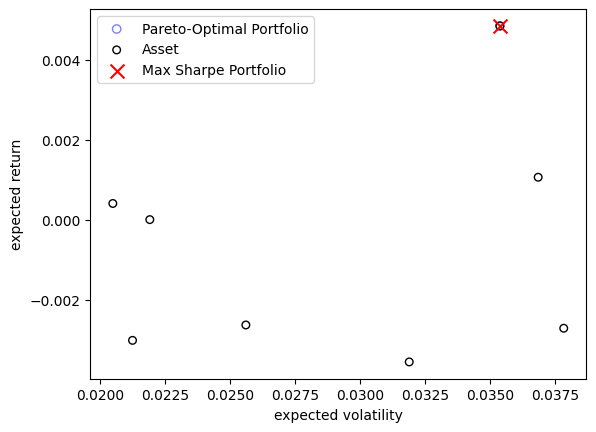 Pareto-Optimal Portfolio
Asset
Max Sharpe Portfolio
0.004
0.002
0.000
−0.002
expected return
0.0200 0.0225 0.0250 0.0275 0.0300 0.0325 0.0350 0.0375
expected volatility